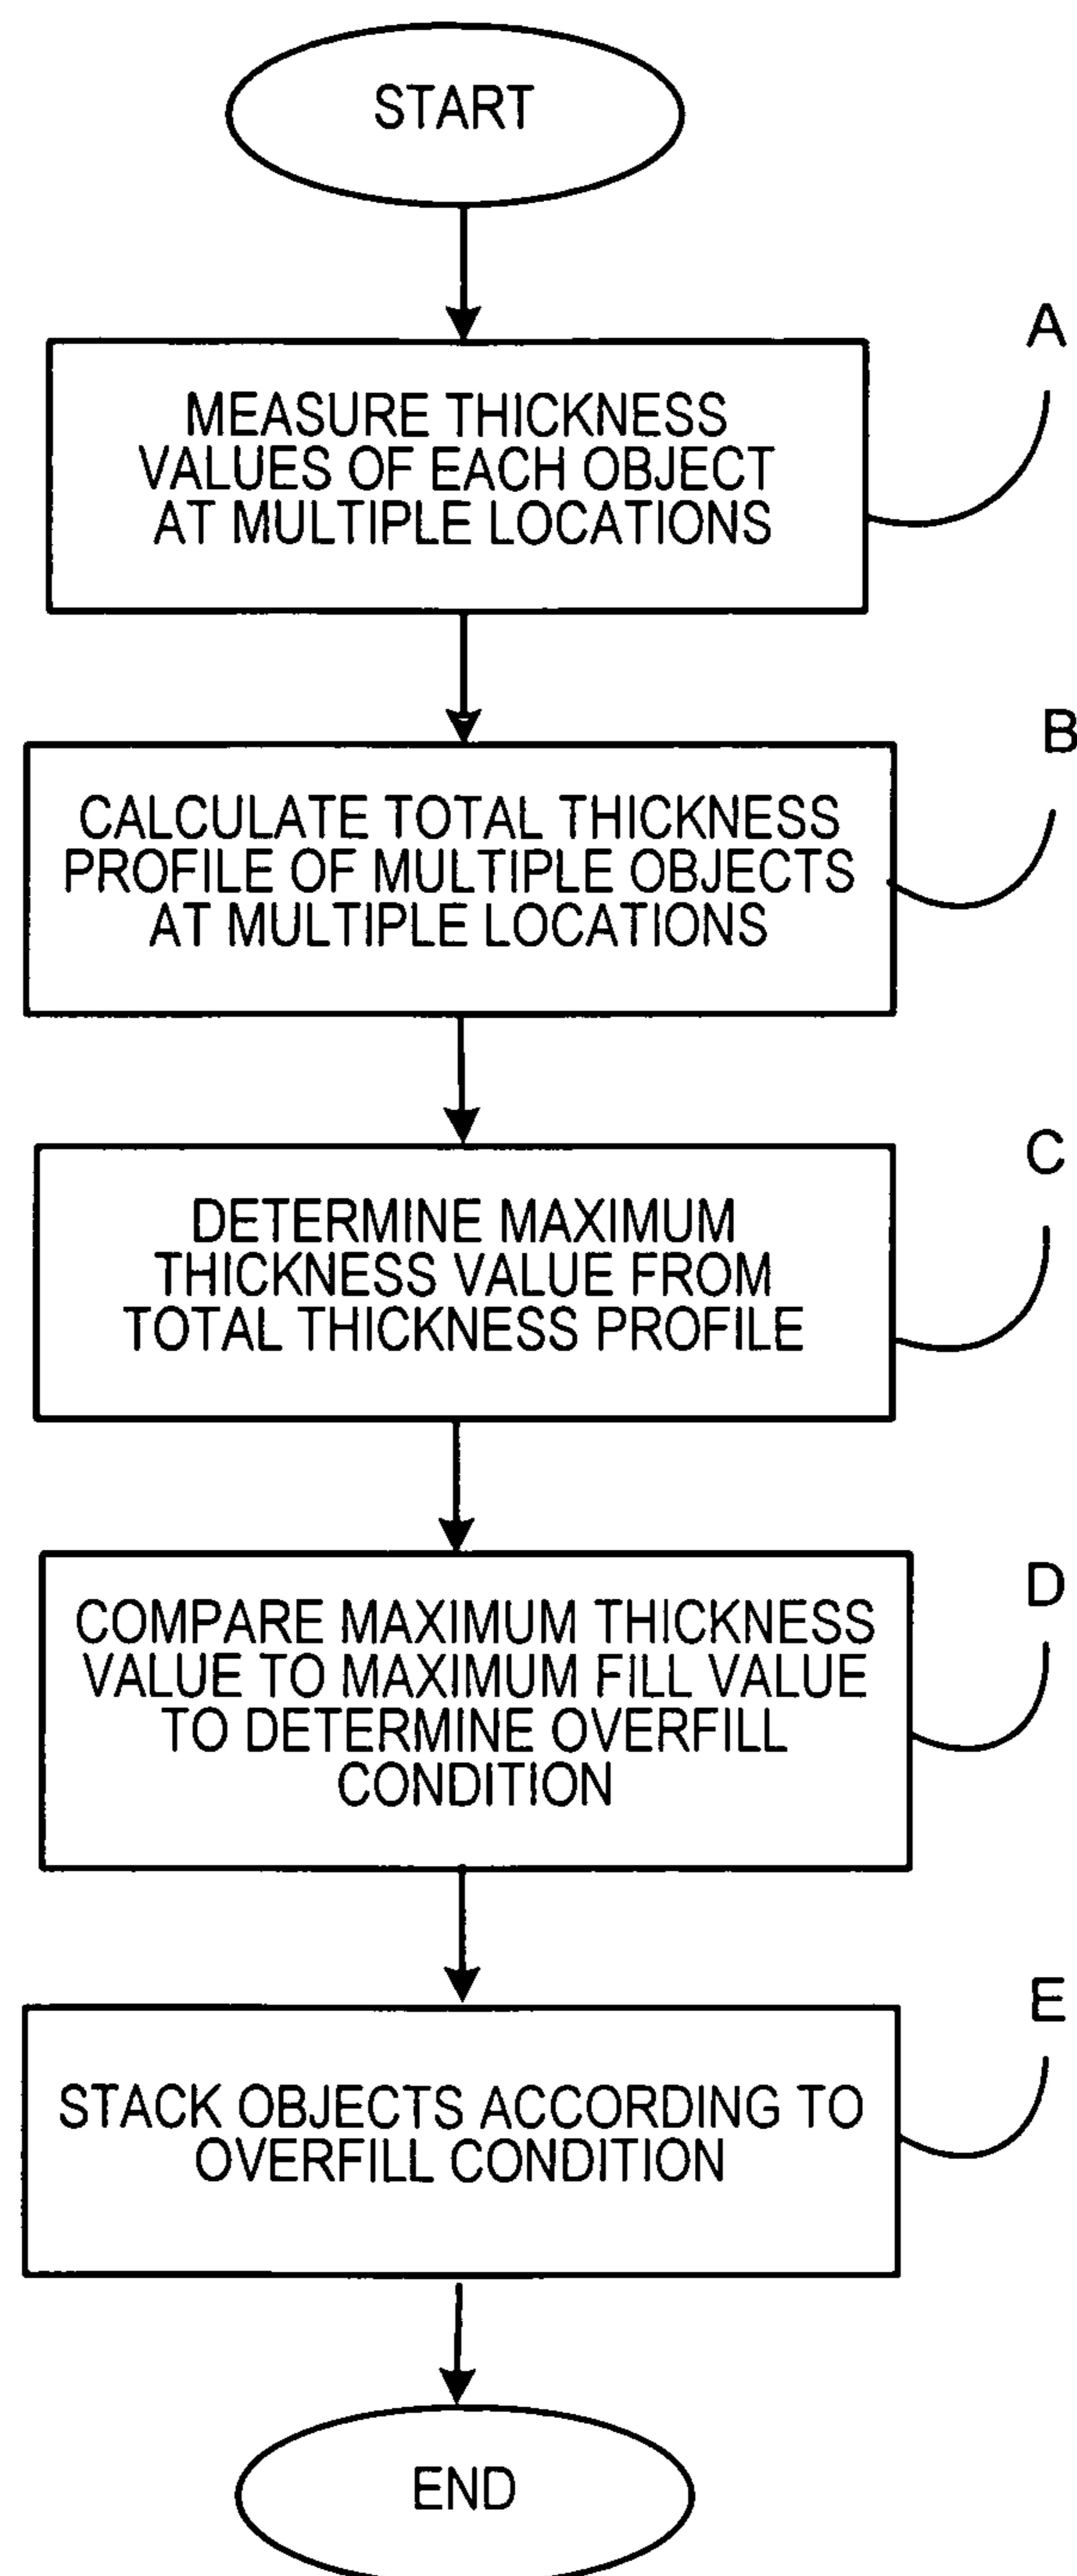 START
A
MEASURE THICKNESS
VALUES OF EACH OBJECT
AT MULTIPLE LOCATIONS
B
CALCULATE TOTAL THICKNESS
PROFILE OF MULTIPLE OBJECTS
AT MULTIPLE LOCATIONS
C
DETERMINE MAXIMUM
THICKNESS VALUE FROM
TOTAL THICKNESS PROFILE
D
COMPARE MAXIMUM THICKNESS
VALUE TO MAXIMUM FILL VALUE
TO DETERMINE OVERFILL
CONDITION
E
STACK OBJECTS ACCORDING TO
OVERFILL CONDITION
END